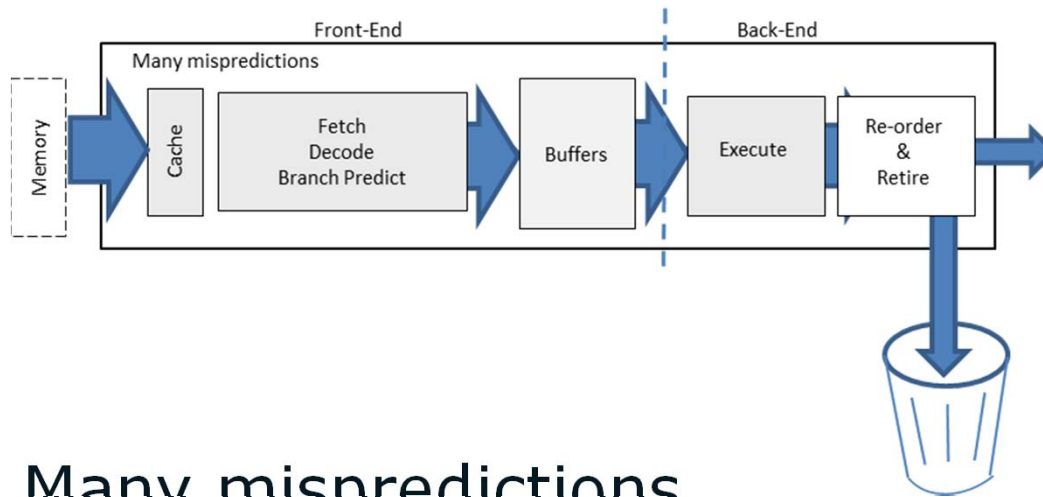 Front-End
Back-End
Many mispredictions
Memory
Cache
Fetch
Decode
Branch Predict
Buffers
Execute
Re-order
&
Retire
Many mispredictions